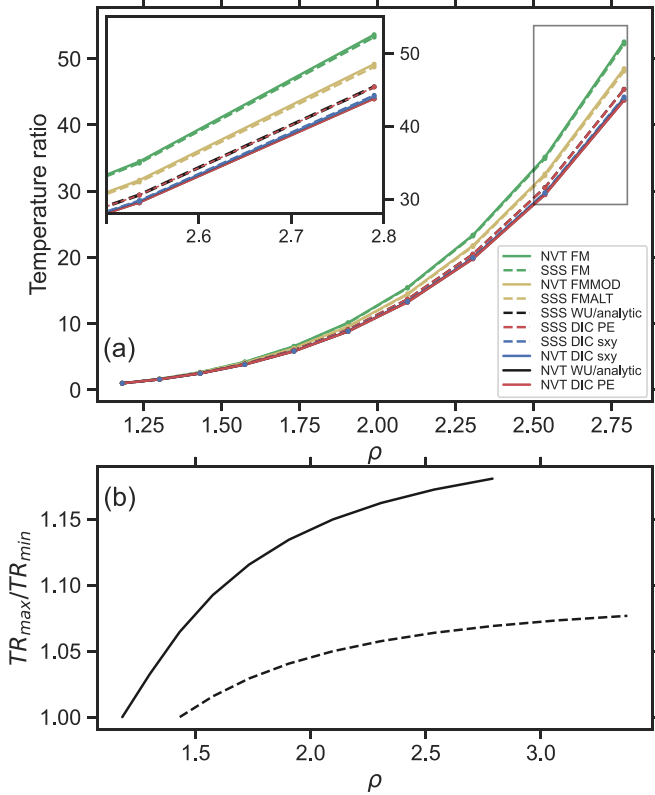 50
40
30
20
10
0
Temperature ratio
50
40
30
2.6
2.7
2.8
(a)
NVT FM
SSS FM
NVT FMMOD
SSS FMALT
SSS WU/analytic
SSS DIC PE
SSS DIC sxy
NVT DIC sxy
NVT WU/analytic
NVT DIC PE
1.25
1.50
1.75
2.00
2.25
2.50
2.75
ρ
(b)
1.15
1.10
1.05
1.00
TR_max/TR_min
1.5
2.0
2.5
3.0
ρ